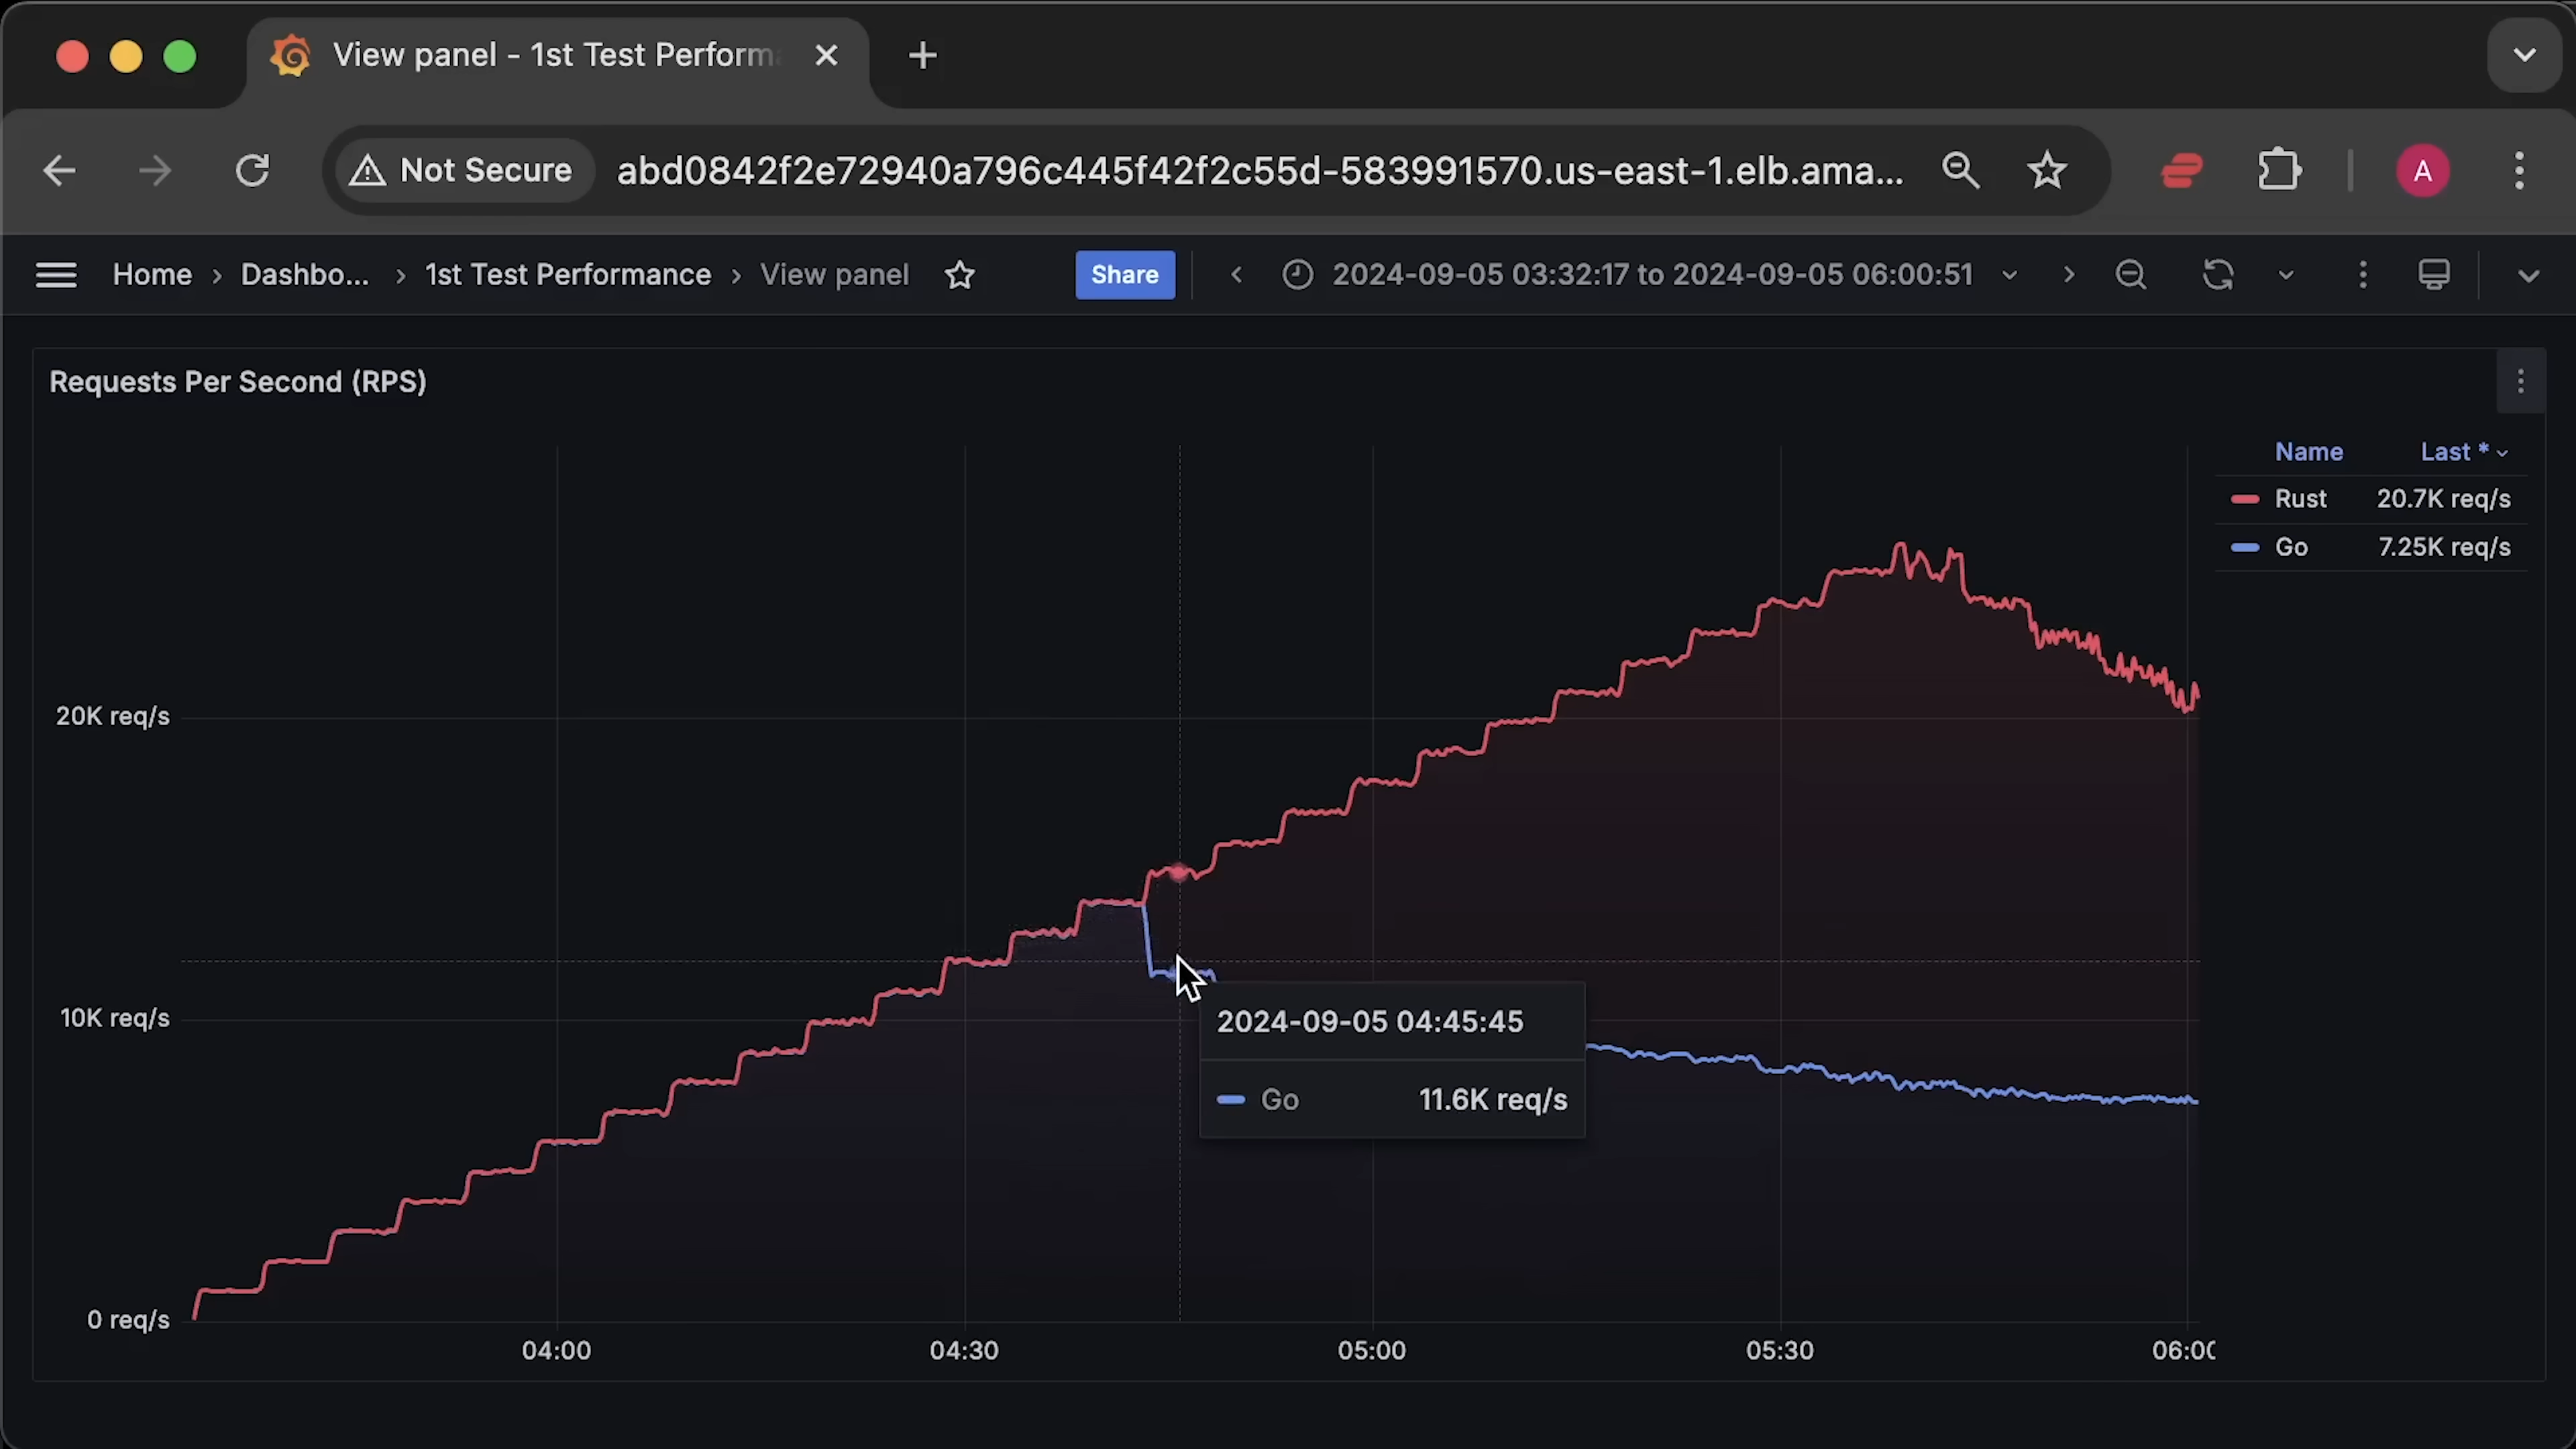 View panel - 1st Test Perform
Not Secure
abd0842f2e72940a796c445f42f2c55d-583991570.us-east-1.elb.ama...
A
Home › Dashbo... › 1st Test Performance › View panel
Share
2024-09-05 03:32:17 to 2024-09-05 06:00:51
Requests Per Second (RPS)
Name Last *
Rust 20.7K req/s
Go 7.25K req/s
20K req/s
10K req/s
0 req/s
2024-09-05 04:45:45
Go 11.6K req/s
04:00 04:30 05:00 05:30 06:0